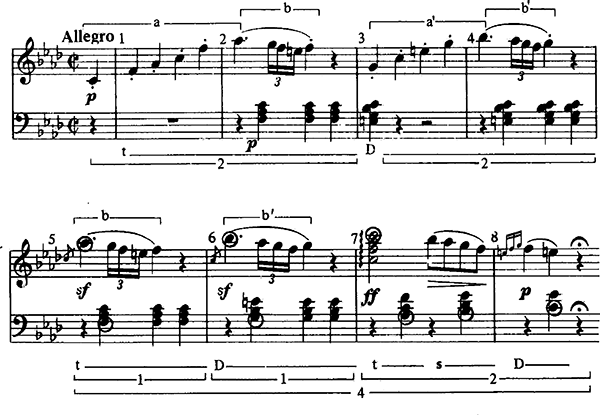 a b a' b'
Allegro 1 2 3 4
3 3
p p
t D
2 2
b b'
5 6 7 8
3 3
sf sf ff p
t D t s D
1 1 2
4